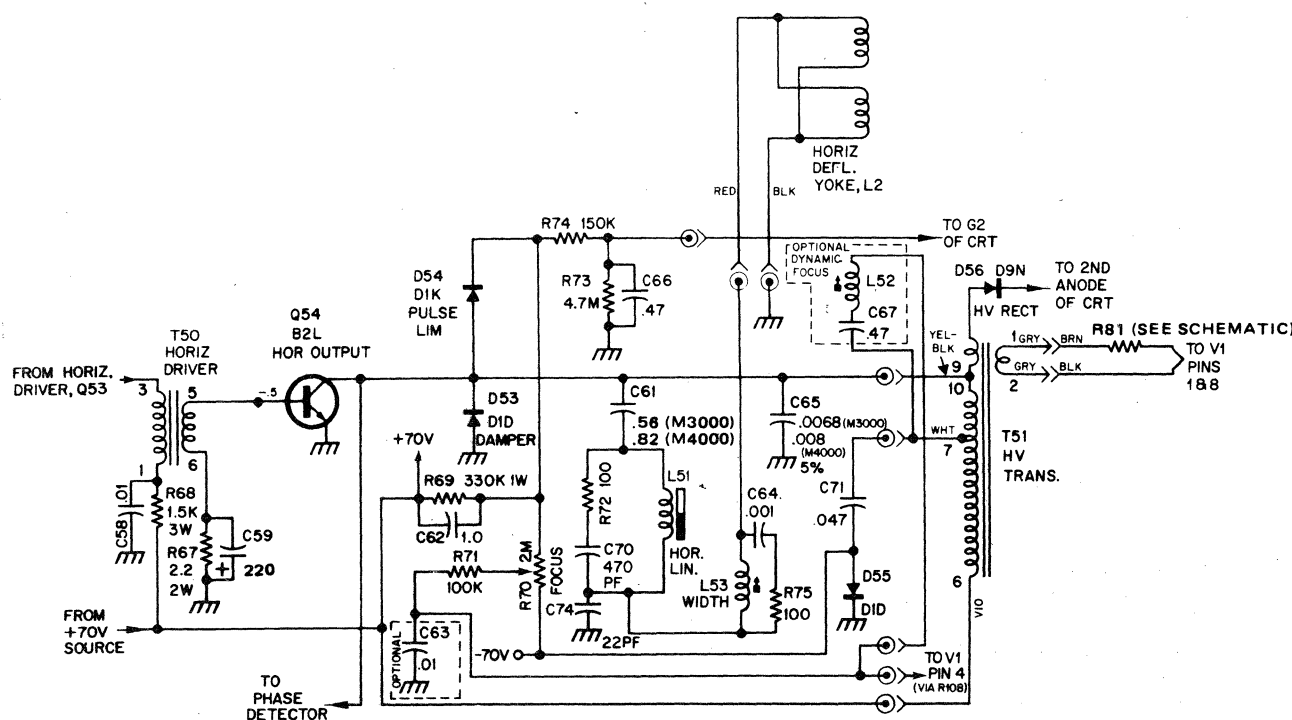 HORIZ
DEFL.
YOKE, L2
RED
BLK
R74 150K
TO G2
OF CRT
OPTIONAL
DYNAMIC
FOCUS
L52
C67
.47
D54
D1K
PULSE
LIM
R73
4.7M
C66
.47
D56 D9N
HV RECT
TO 2ND
ANODE
OF CRT
YEL-
BLK
1 GRY
BRN
R81 (SEE SCHEMATIC)
GRY
2
BLK
TO V1
PINS
1&8
9
10
Q54
B2L
HOR OUTPUT
T50
HORIZ
DRIVER
FROM HORIZ.
DRIVER, Q53
3
5
-.5
1
6
D53
D1D
DAMPER
C61
.56 (M3000)
.82 (M4000)
C65
.0068 (M3000)
.008
(M4000)
5%
WHT
7
T51
HV
TRANS.
+70V
R69 330K 1W
C62
1.0
R72 100
L51
HOR.
LIN.
C70
470
PF
C74
22PF
C64
.001
L53
WIDTH
R75
100
C71
.047
D55
D1D
6
VIO
C58
.01
R68
1.5K
3W
R67
2.2
2W
C59
+
220
R71
100K
R70 2M
FOCUS
FROM
+70V
SOURCE
OPTIONAL
C63
.01
-70V
TO V1
PIN 4
(VIA R108)
TO
PHASE
DETECTOR